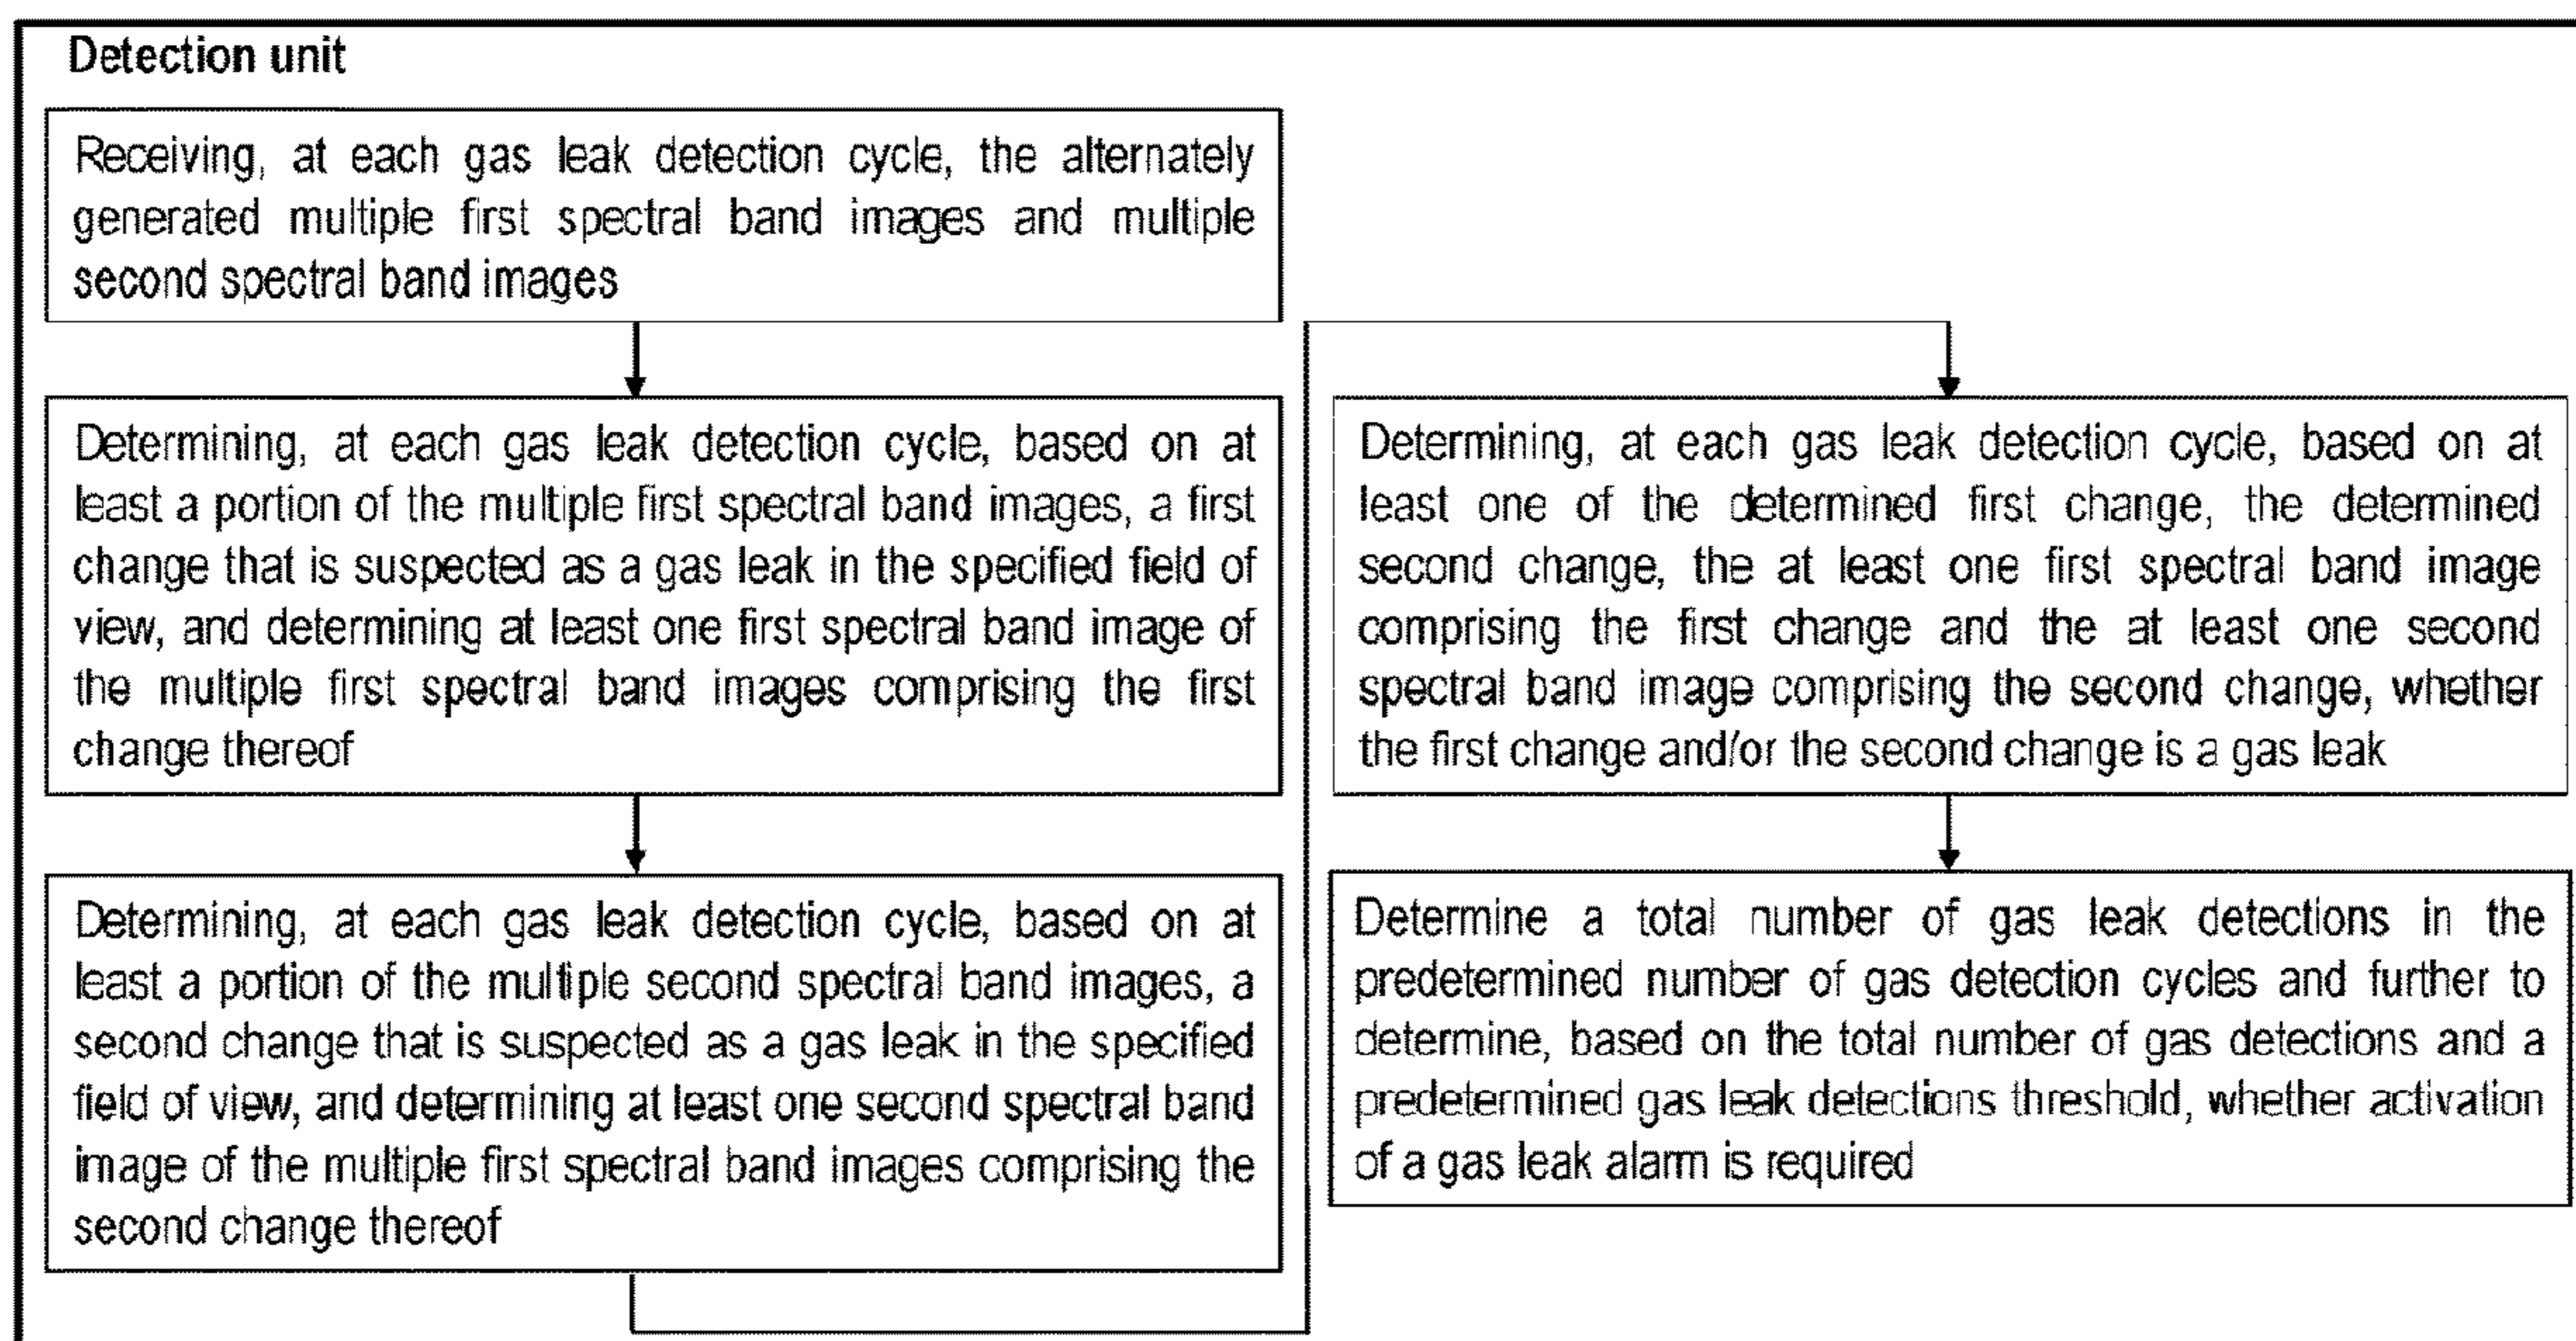 Detection unit
Receiving, at each gas leak detection cycle, the alternately
generated multiple first spectral band images and multiple
second spectral band images
Determining, at each gas leak detection cycle, based on at
least a portion of the multiple first spectral band images, a first
change that is suspected as a gas leak in the specified field of
view, and determining at least one first spectral band image of
the multiple first spectral band images comprising the first
change thereof
Determining, at each gas leak detection cycle, based on at
least a portion of the multiple second spectral band images, a
second change that is suspected as a gas leak in the specified
field of view, and determining at least one second spectral band
image of the multiple first spectral band images comprising the
second change thereof
Determining, at each gas leak detection cycle, based on at
least one of the determined first change, the determined
second change, the at least one first spectral band image
comprising the first change and the at least one second
spectral band image comprising the second change, whether
the first change and/or the second change is a gas leak
Determine a total number of gas leak detections in the
predetermined number of gas detection cycles and further to
determine, based on the total number of gas detections and a
predetermined gas leak detections threshold, whether activation
of a gas leak alarm is required